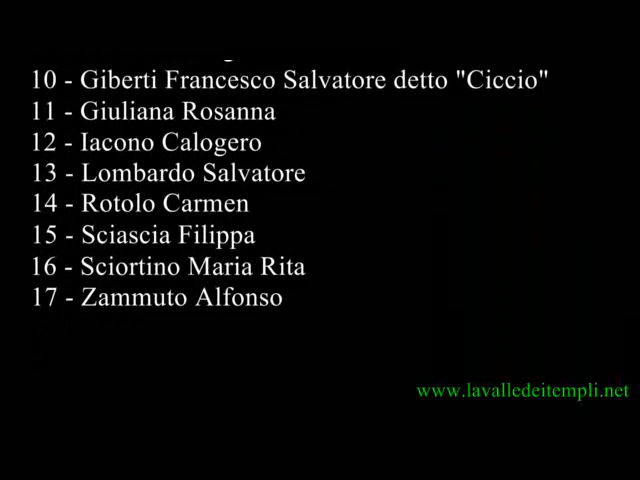 10 - Giberti Francesco Salvatore detto "Ciccio"
11 - Giuliana Rosanna
12 - Iacono Calogero
13 - Lombardo Salvatore
14 - Rotolo Carmen
15 - Sciascia Filippa
16 - Sciortino Maria Rita
17 - Zammuto Alfonso
www.lavalledeitempli.net